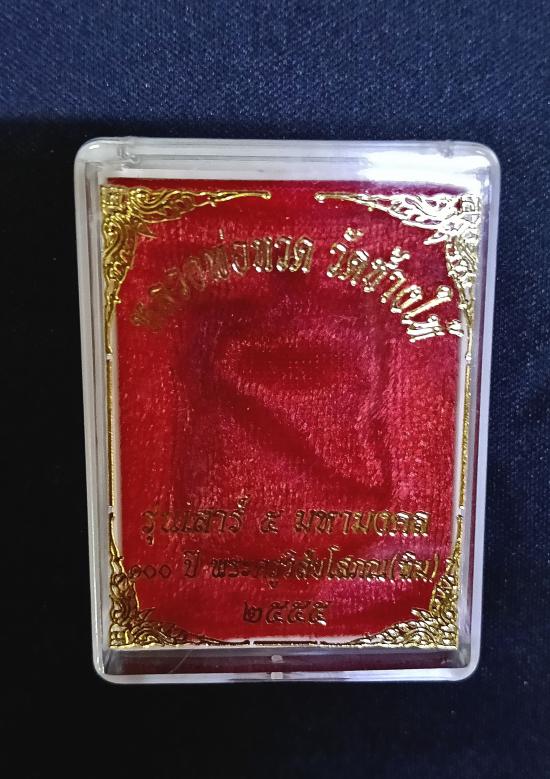 หลวงพ่อทวด วัดช้างให้
รุ่นเสาร์ ๕ มหามงคล
๑๐๐ ปี พระครูวิสัยโสภณ(ทิม)
๒๕๕๕